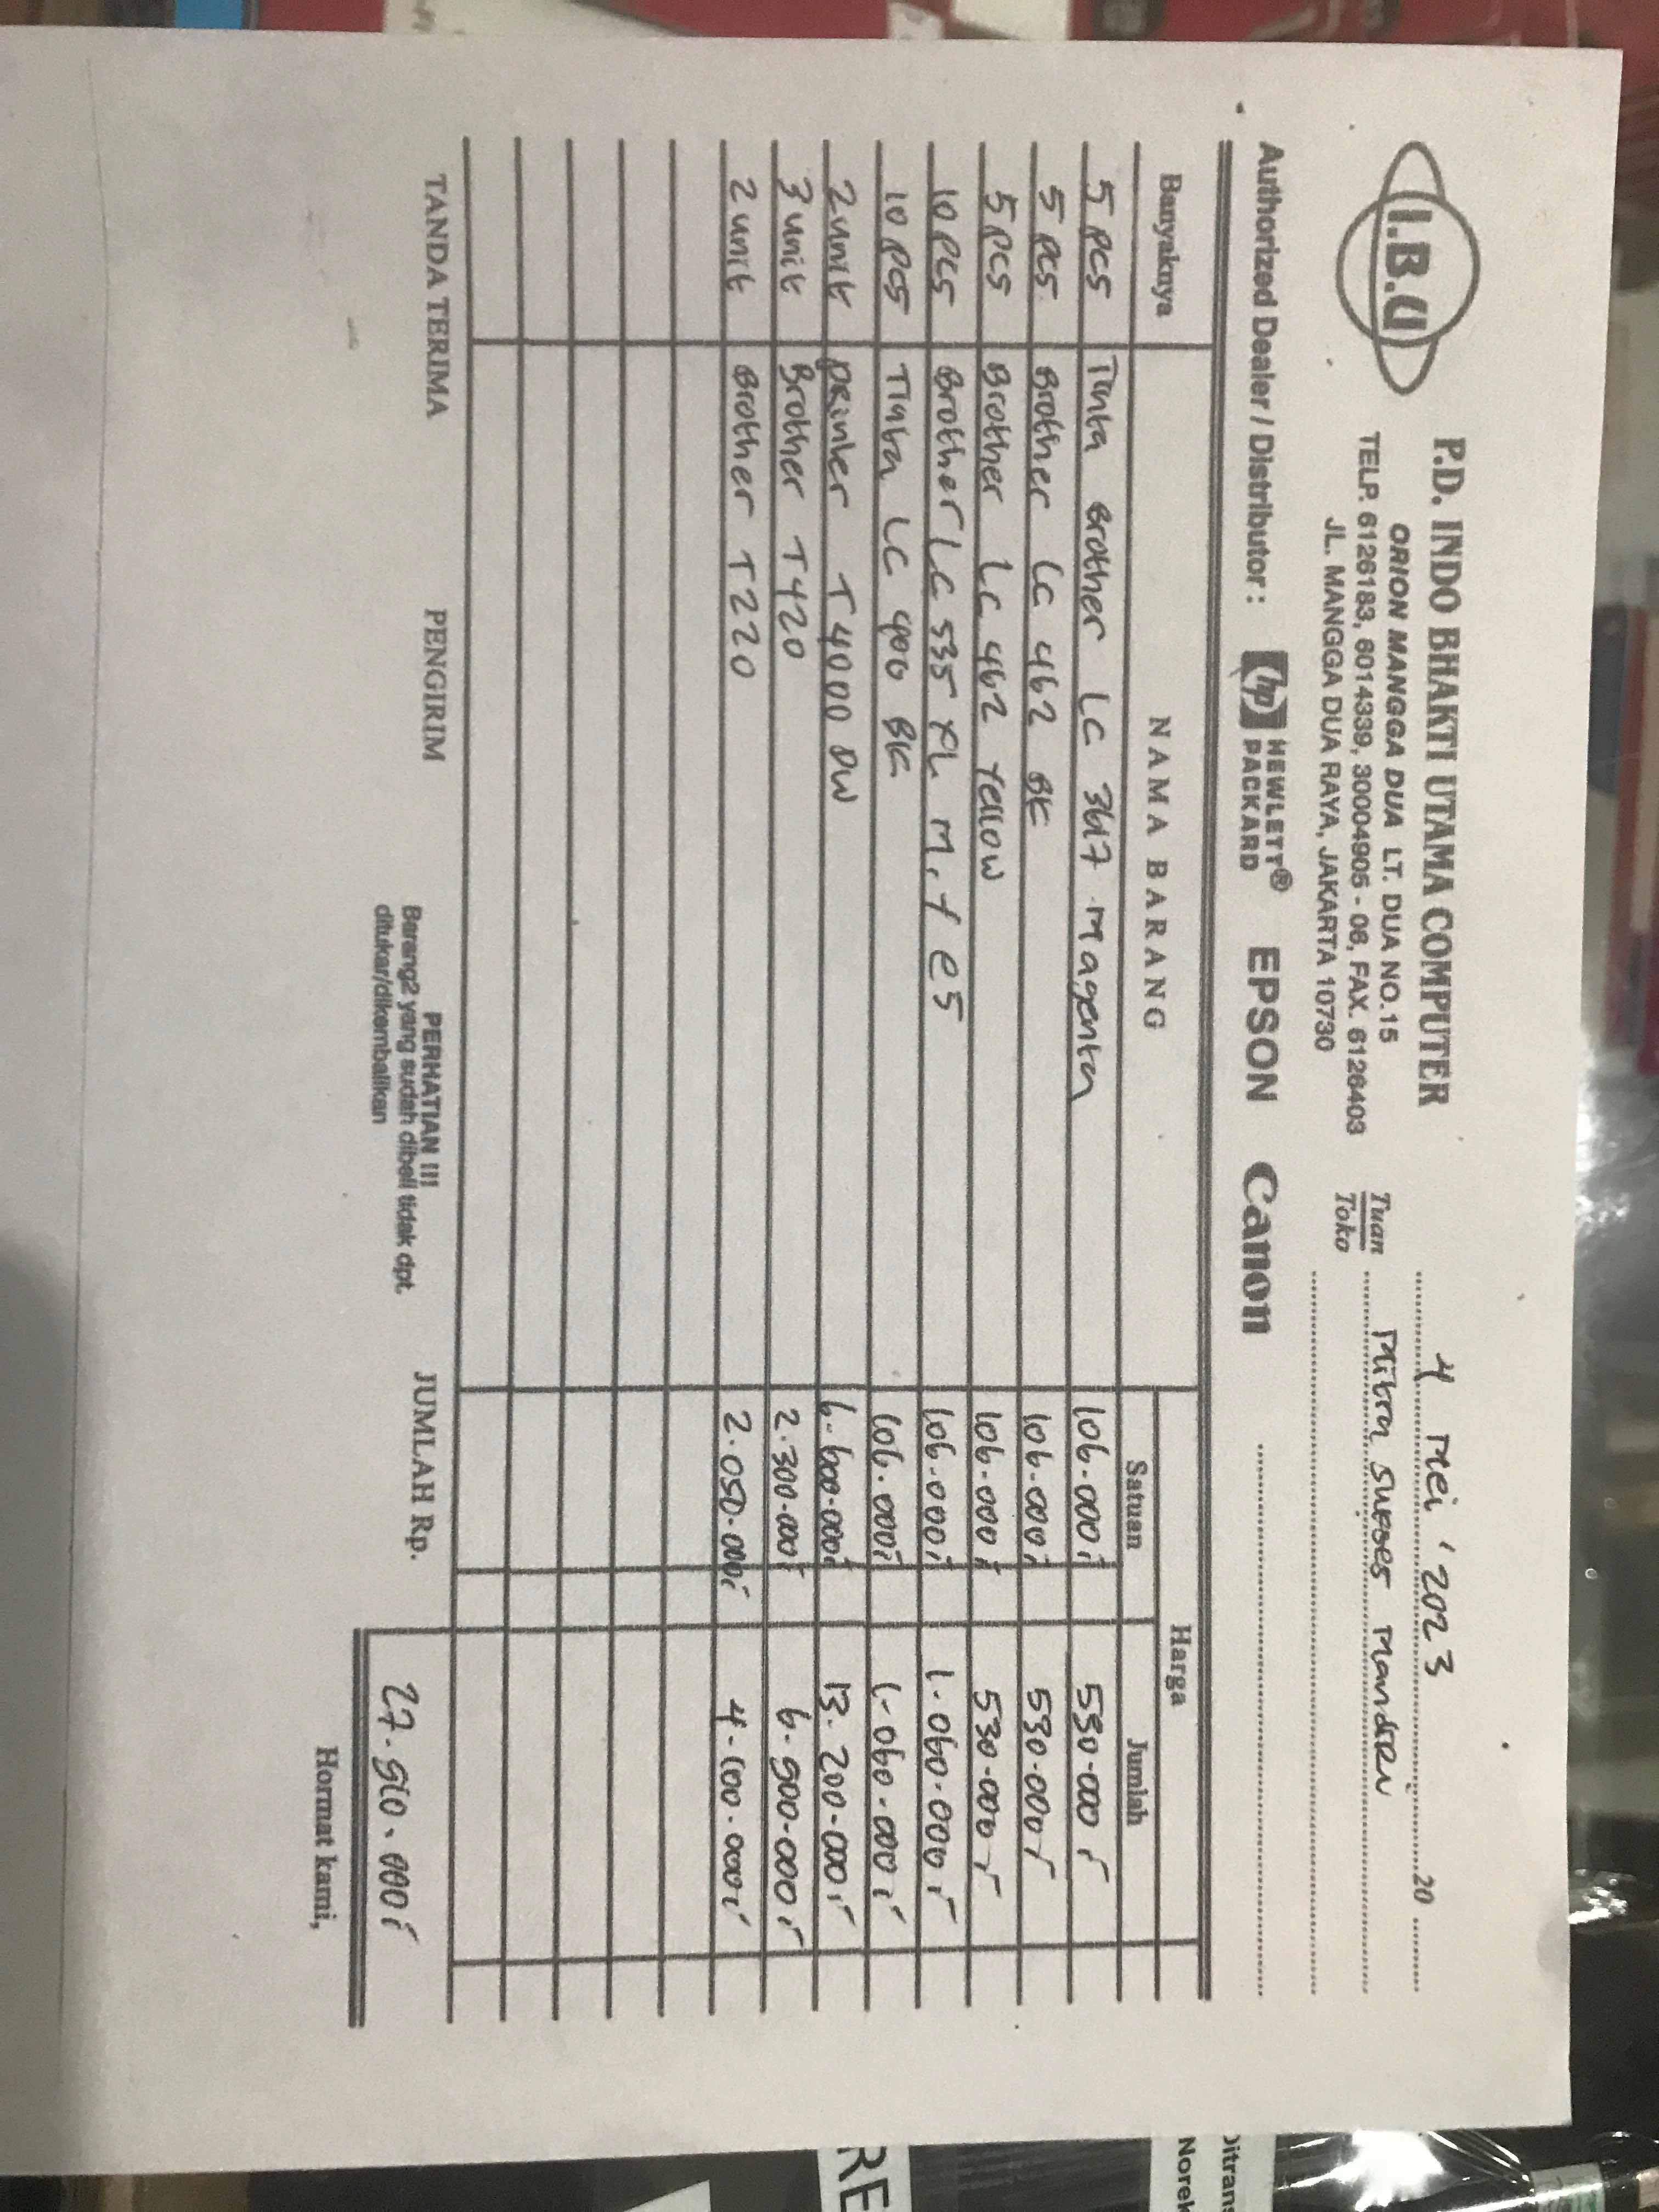 I.B.U
P.D. INDO BHAKTI UTAMA COMPUTER
ORION MANGGA DUA LT. DUA NO.15
TELP. 6126183, 6014339, 30004905 - 06, FAX. 6126403
JL. MANGGA DUA RAYA, JAKARTA 10730
4 Mei ' 2023 20
Tuan
Toko
Mitra Sukses Mandiri
Authorized Dealer / Distributor : hp HEWLETT® PACKARD EPSON Canon
Banyaknya NAMA BARANG Harga
Satuan Jumlah
5 PCS Tinta Brother LC 3617 Magenta 106.000 530.000
5 PCS Brother LC 462 BK 106.000 530.000
5 PCS Brother LC 462 Yellow 106.000 530.000
10 PCS Brother LC 535 XL M, Y @5 106.000 1.060.000
10 PCS Tinta LC 400 BK 106.000 1.060.000
2 unit Printer T4000 DW 6.600.000 13.200.000
3 unit Brother T420 2.300.000 6.900.000
2 unit Brother T220 2.050.000 4.100.000
TANDA TERIMA PENGIRIM
PERHATIAN !!!
Barang2 yang sudah dibeli tidak dpt.
ditukar/dikembalikan
JUMLAH Rp. 27.910.000
Hormat kami,
Ditrans
Norek
RE